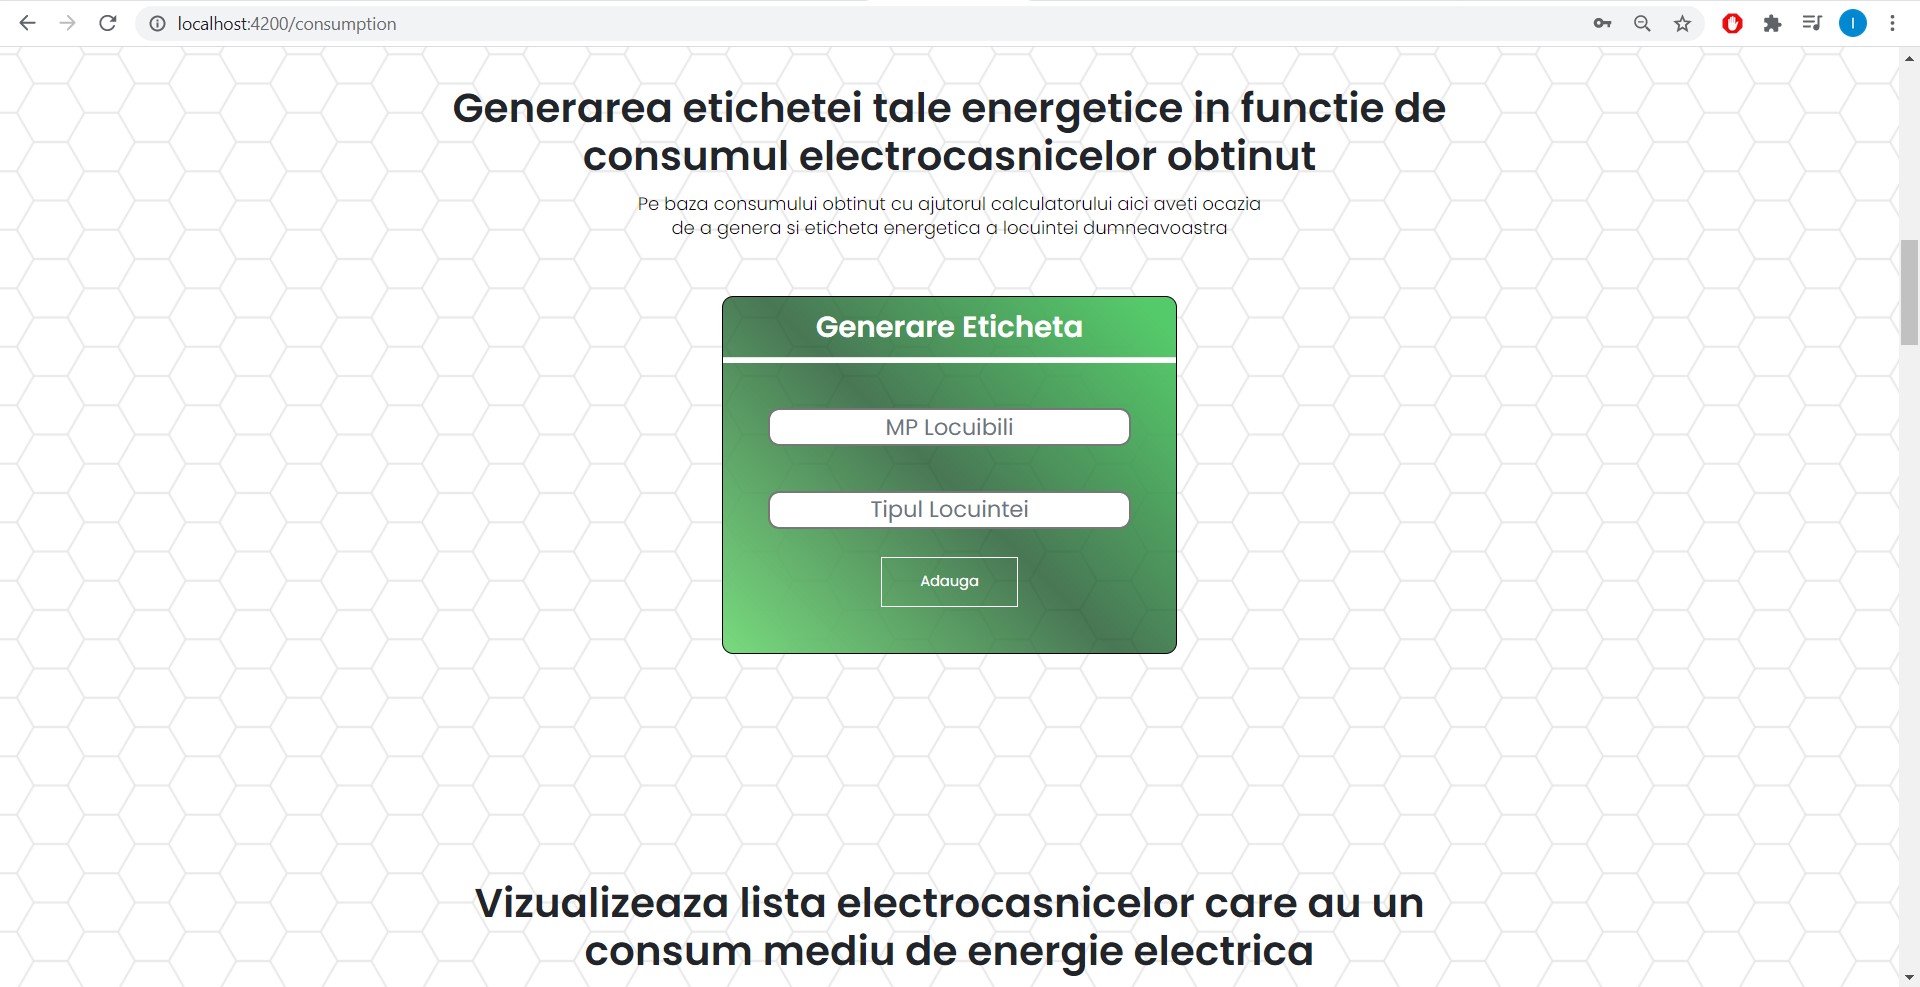 localhost:4200/consumption
I
Generarea etichetei tale energetice in functie de
consumul electrocasnicelor obtinut
Pe baza consumului obtinut cu ajutorul calculatorului aici aveti ocazia
de a genera si eticheta energetica a locuintei dumneavoastra
Generare Eticheta
MP Locuibili
Tipul Locuintei
Adauga
Vizualizeaza lista electrocasnicelor care au un
consum mediu de energie electrica